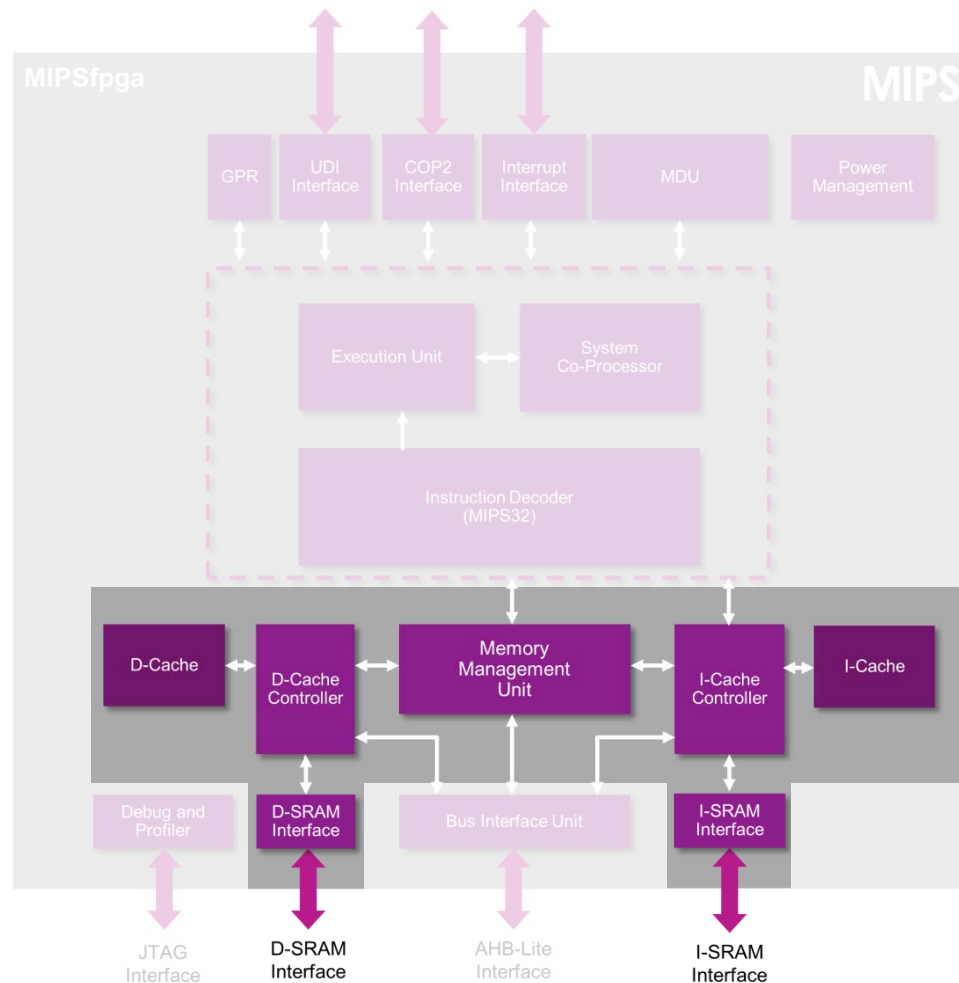 MIPSfpga
MIPS
GPR
UDI
Interface
COP2
Interface
Interrupt
Interface
MDU
Power
Management
Execution Unit
System
Co-Processor
Instruction Decoder
(MIPS32)
D-Cache
D-Cache
Controller
Memory
Management
Unit
I-Cache
Controller
I-Cache
Debug and
Profiler
D-SRAM
Interface
Bus Interface Unit
I-SRAM
Interface
JTAG
Interface
D-SRAM
Interface
AHB-Lite
Interface
I-SRAM
Interface